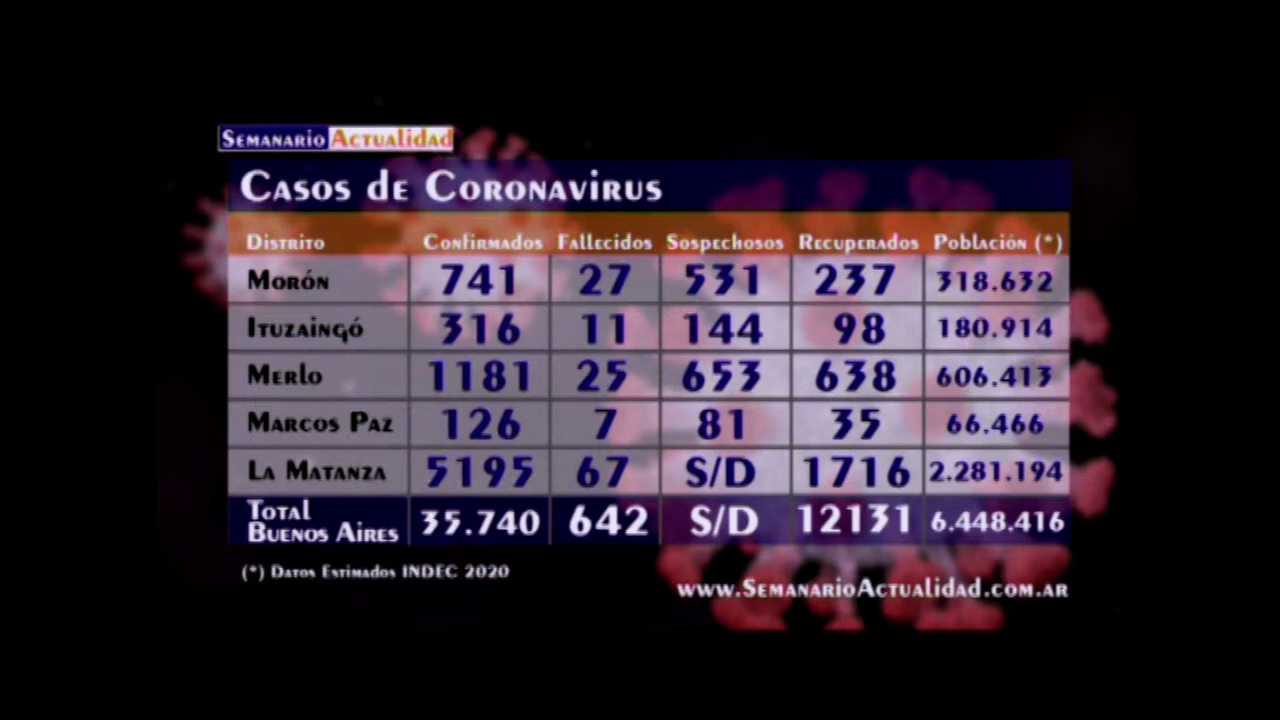 Semanario Actualidad
Casos de Coronavirus
Distrito Confirmados Fallecidos Sospechosos Recuperados Población (*)
Morón 741 27 531 237 318.632
Ituzaingó 316 11 144 98 180.914
Merlo 1181 25 653 638 606.413
Marcos Paz 126 7 81 35 66.466
La Matanza 5195 67 S/D 1716 2.281.194
Total
Buenos Aires 35.740 642 S/D 12131 6.448.416
(*) Datos Estimados INDEC 2020
www.SemanarioActualidad.com.ar